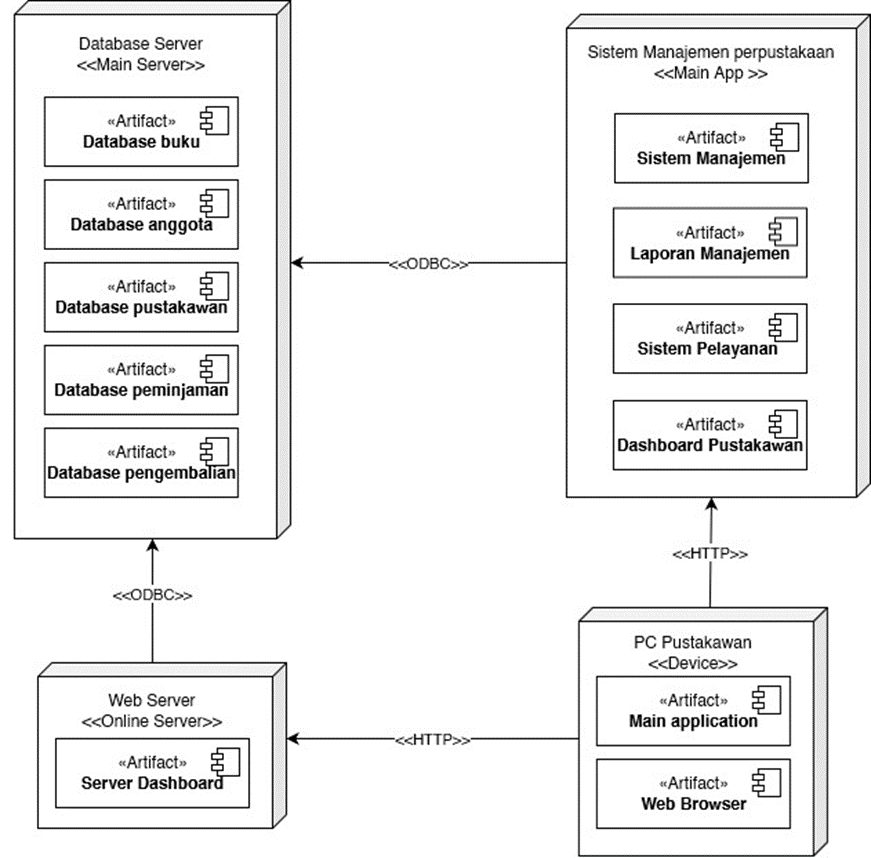 Database Server
<<Main Server>>
«Artifact»
Database buku
«Artifact»
Database anggota
«Artifact»
Database pustakawan
«Artifact»
Database peminjaman
«Artifact»
Database pengembalian
Sistem Manajemen perpustakaan
<<Main App >>
«Artifact»
Sistem Manajemen
«Artifact»
Laporan Manajemen
«Artifact»
Sistem Pelayanan
«Artifact»
Dashboard Pustakawan
<<ODBC>>
<<ODBC>>
<<HTTP>>
Web Server
<<Online Server>>
«Artifact»
Server Dashboard
<<HTTP>>
PC Pustakawan
<<Device>>
«Artifact»
Main application
«Artifact»
Web Browser